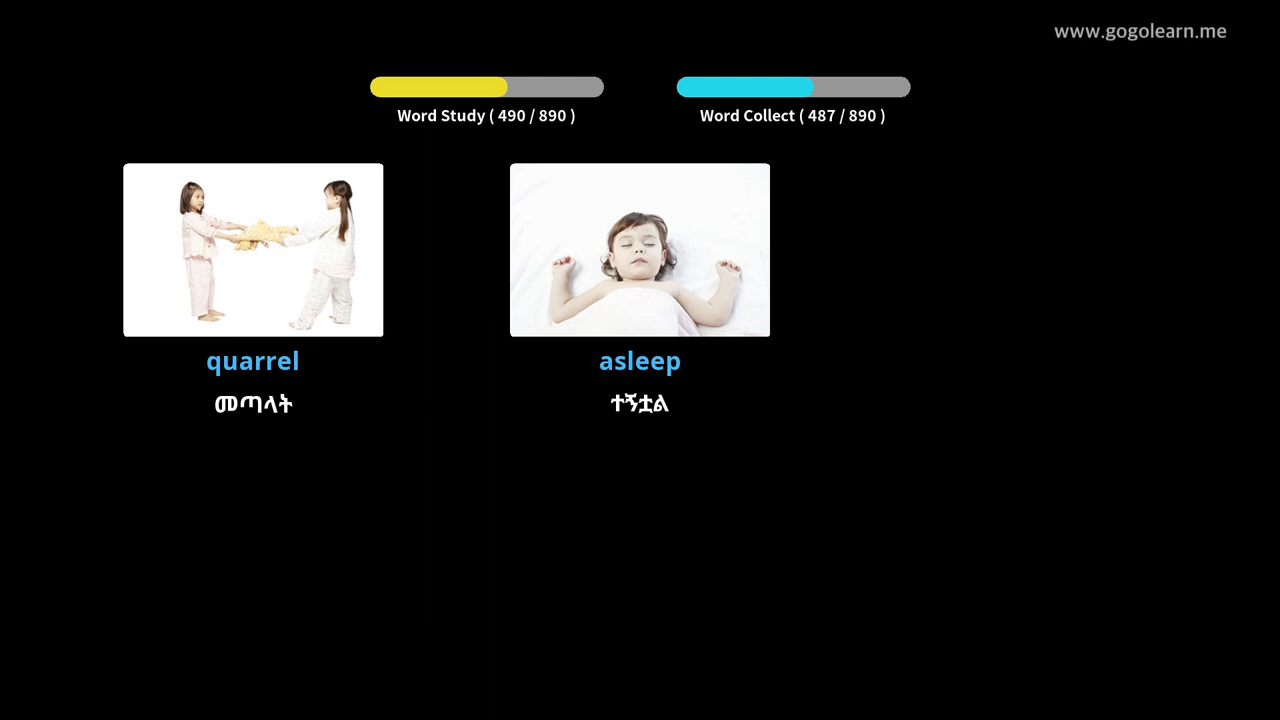 www.gogolearn.me
Word Study ( 490 / 890 )
Word Collect ( 487 / 890 )
quarrel
asleep
መጣላት
ተኝቷል